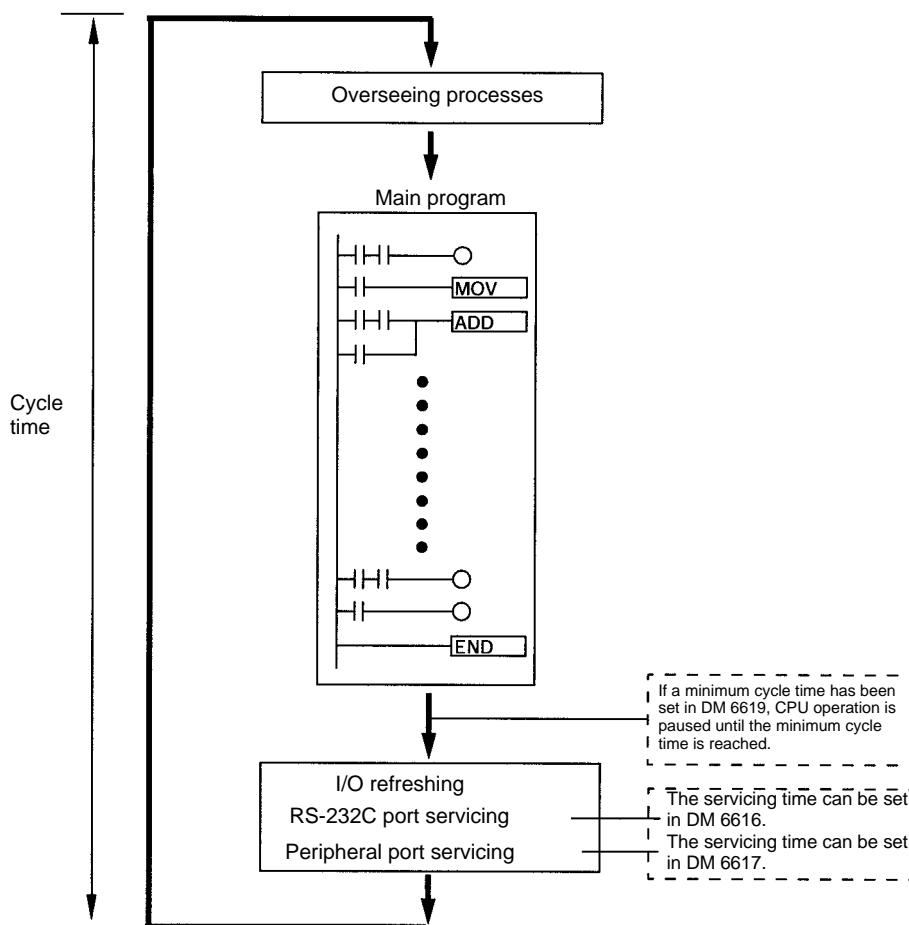 Overseeing processes
Main program
MOV
ADD
Cycle
time
END
If a minimum cycle time has been
set in DM 6619, CPU operation is
paused until the minimum cycle
time is reached.
I/O refreshing
RS-232C port servicing
Peripheral port servicing
The servicing time can be set
in DM 6616.
The servicing time can be set
in DM 6617.